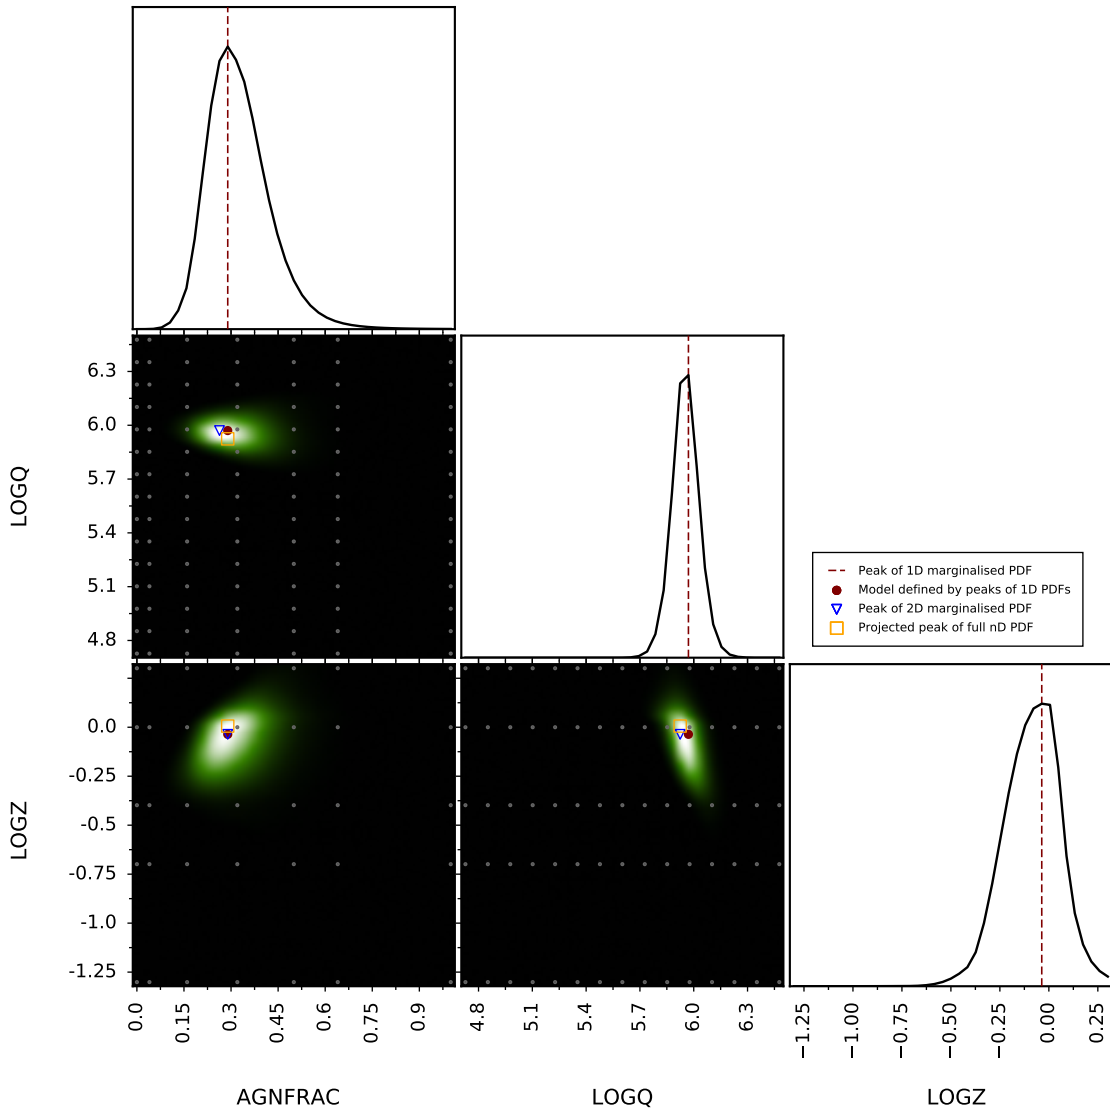 6.3
6.0
5.7
5.4
5.1
4.8
LOGQ
Peak of 1D marginalised PDF
Model defined by peaks of 1D PDFs
Peak of 2D marginalised PDF
Projected peak of full nD PDF
0.0
-0.25
-0.5
-0.75
-1.0
-1.25
LOGZ
0.0 0.15 0.3 0.45 0.6 0.75 0.9
4.8 5.1 5.4 5.7 6.0 6.3
−1.25 −1.00 −0.75 −0.50 −0.25 0.00 0.25
AGNFRAC LOGQ LOGZ